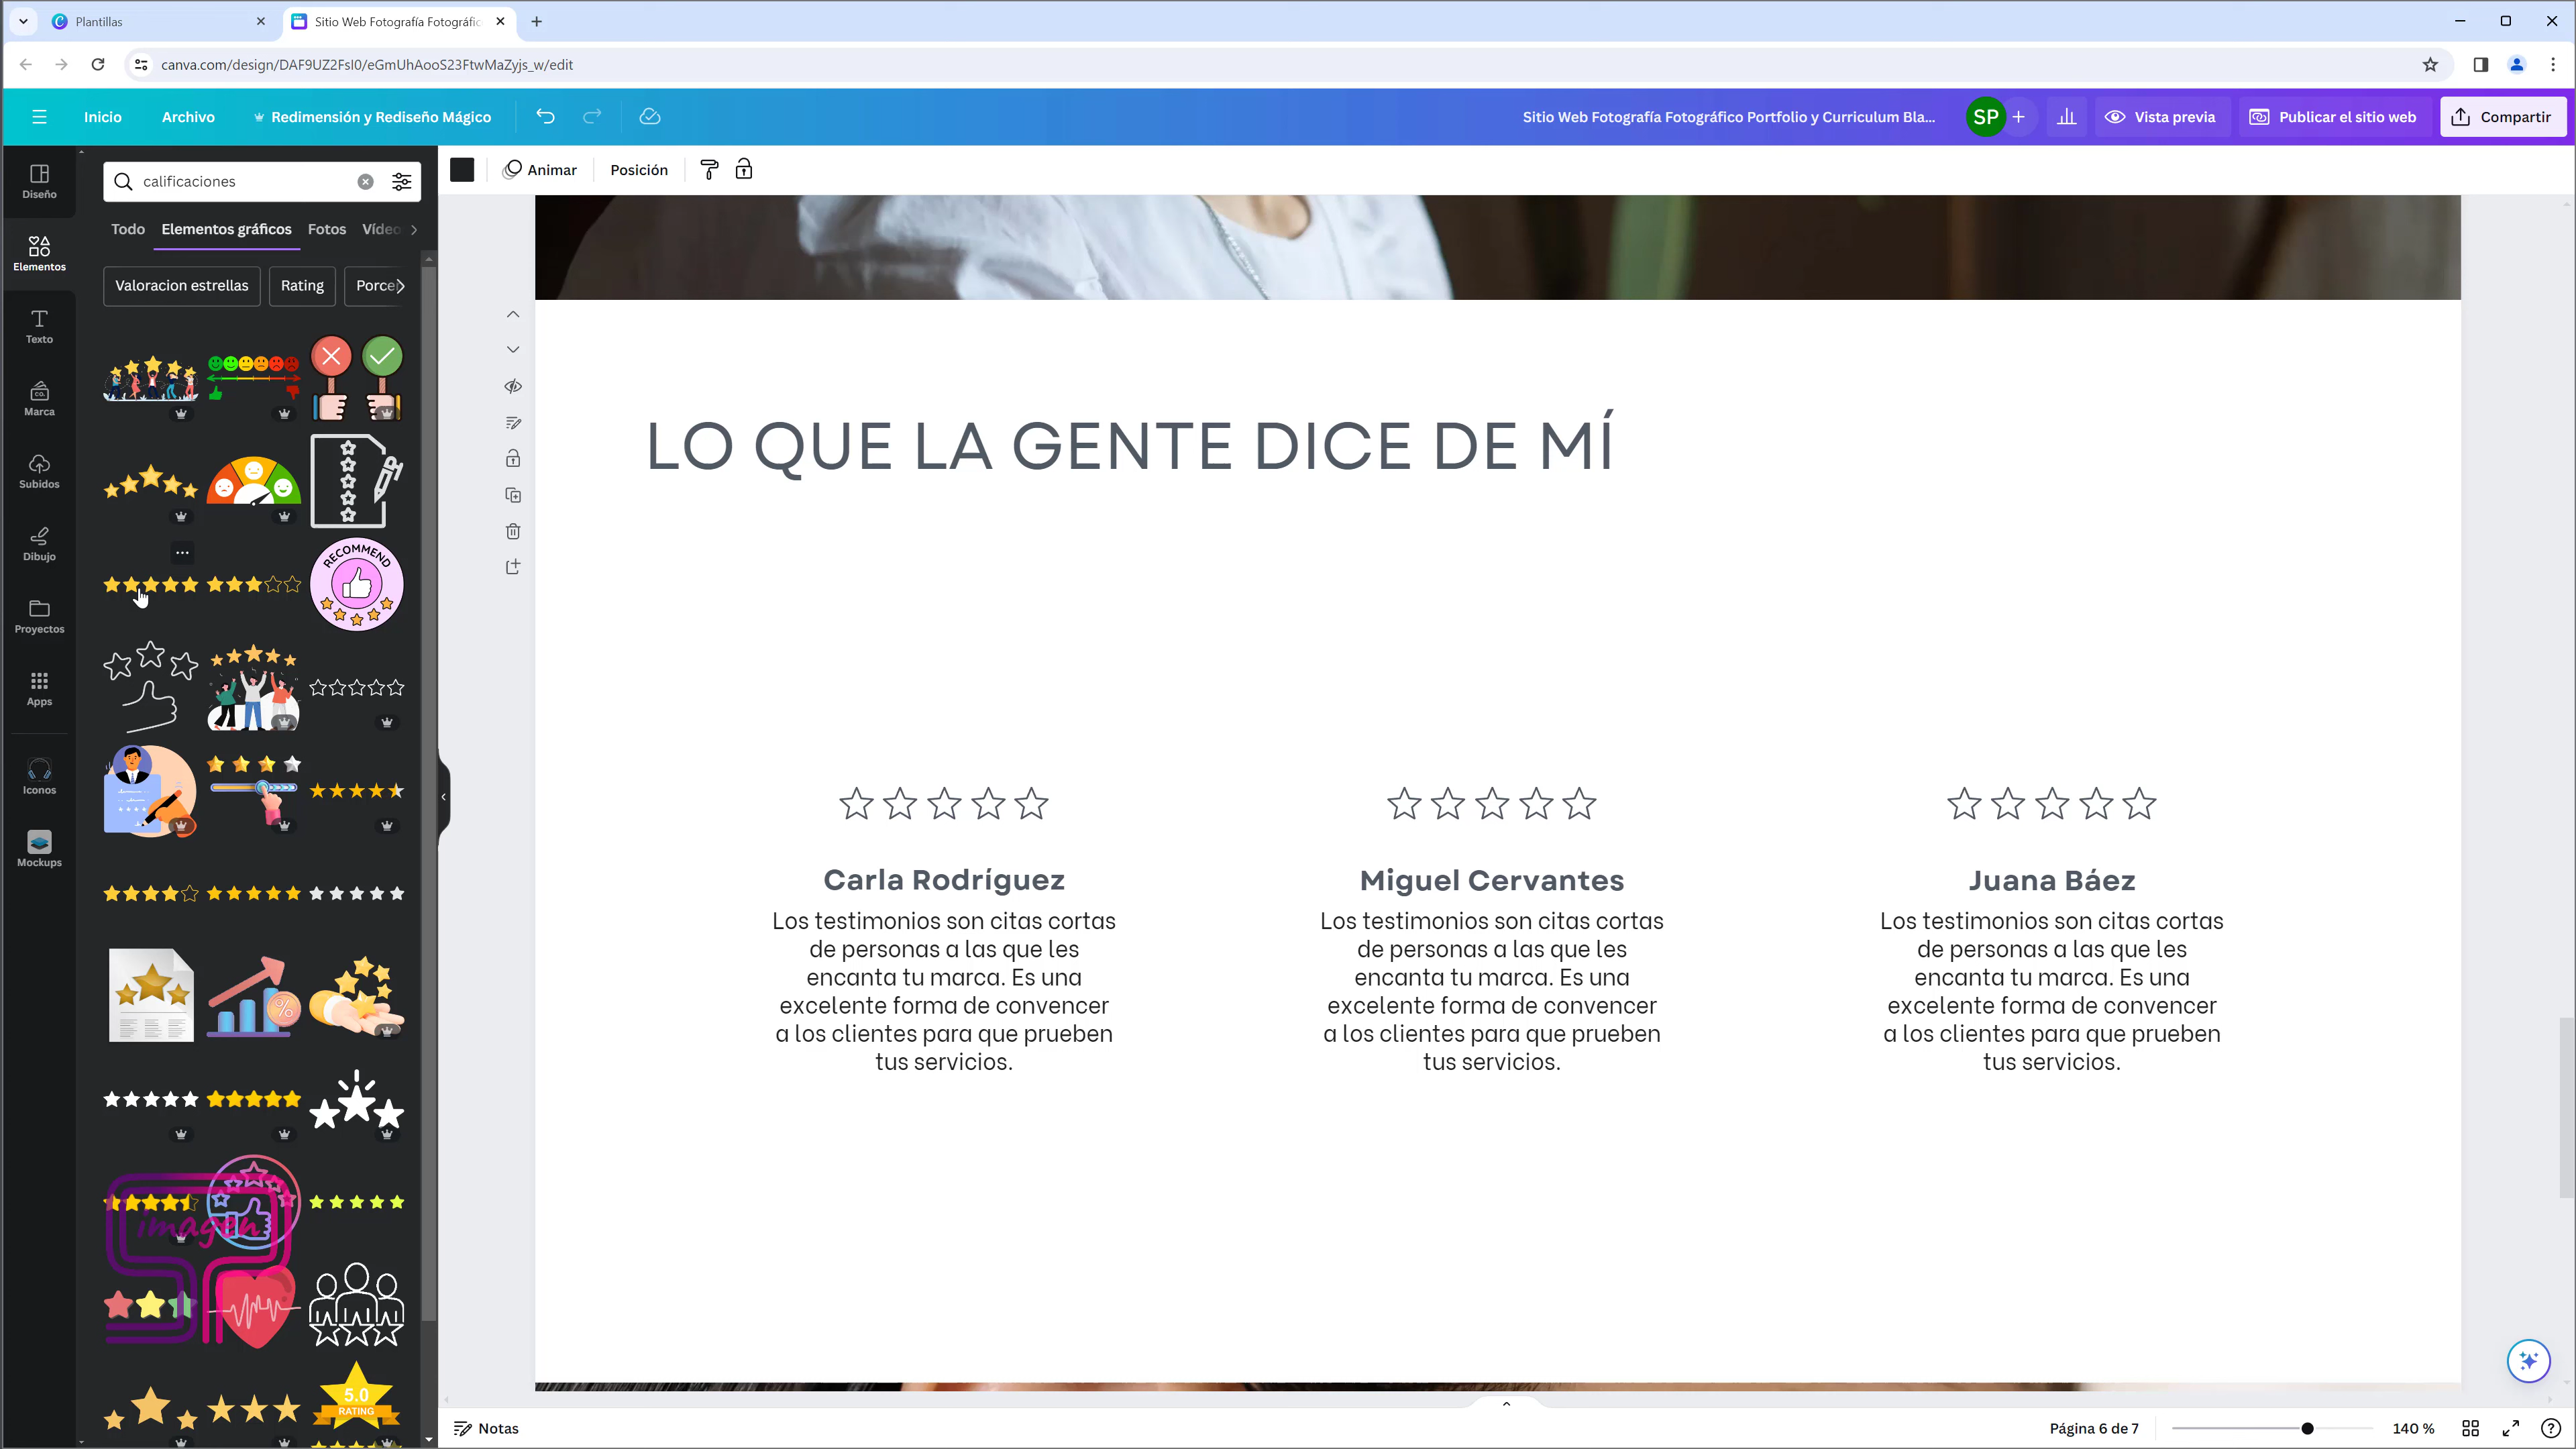 Plantillas
Sitio Web Fotografía Fotográfic
canva.com/design/DAF9UZ2FsI0/eGmUhAooS23FtwMaZyjs_w/edit
Inicio
Archivo
Redimensión y Rediseño Mágico
Sitio Web Fotografía Fotográfico Portfolio y Curriculum Bla...
SP
Vista previa
Publicar el sitio web
Compartir
Diseño
Elementos
Texto
CO.
Marca
Subidos
Dibujo
Proyectos
Apps
Iconos
Mockups
calificaciones
Todo
Elementos gráficos
Fotos
Vídeo
Valoracion estrellas
Rating
Porce
RECOMMEND
imagen
5.0
RATING
Animar
Posición
LO QUE LA GENTE DICE DE MÍ
Carla Rodríguez
Los testimonios son citas cortas
de personas a las que les
encanta tu marca. Es una
excelente forma de convencer
a los clientes para que prueben
tus servicios.
Miguel Cervantes
Los testimonios son citas cortas
de personas a las que les
encanta tu marca. Es una
excelente forma de convencer
a los clientes para que prueben
tus servicios.
Juana Báez
Los testimonios son citas cortas
de personas a las que les
encanta tu marca. Es una
excelente forma de convencer
a los clientes para que prueben
tus servicios.
Notas
Página 6 de 7
140 %